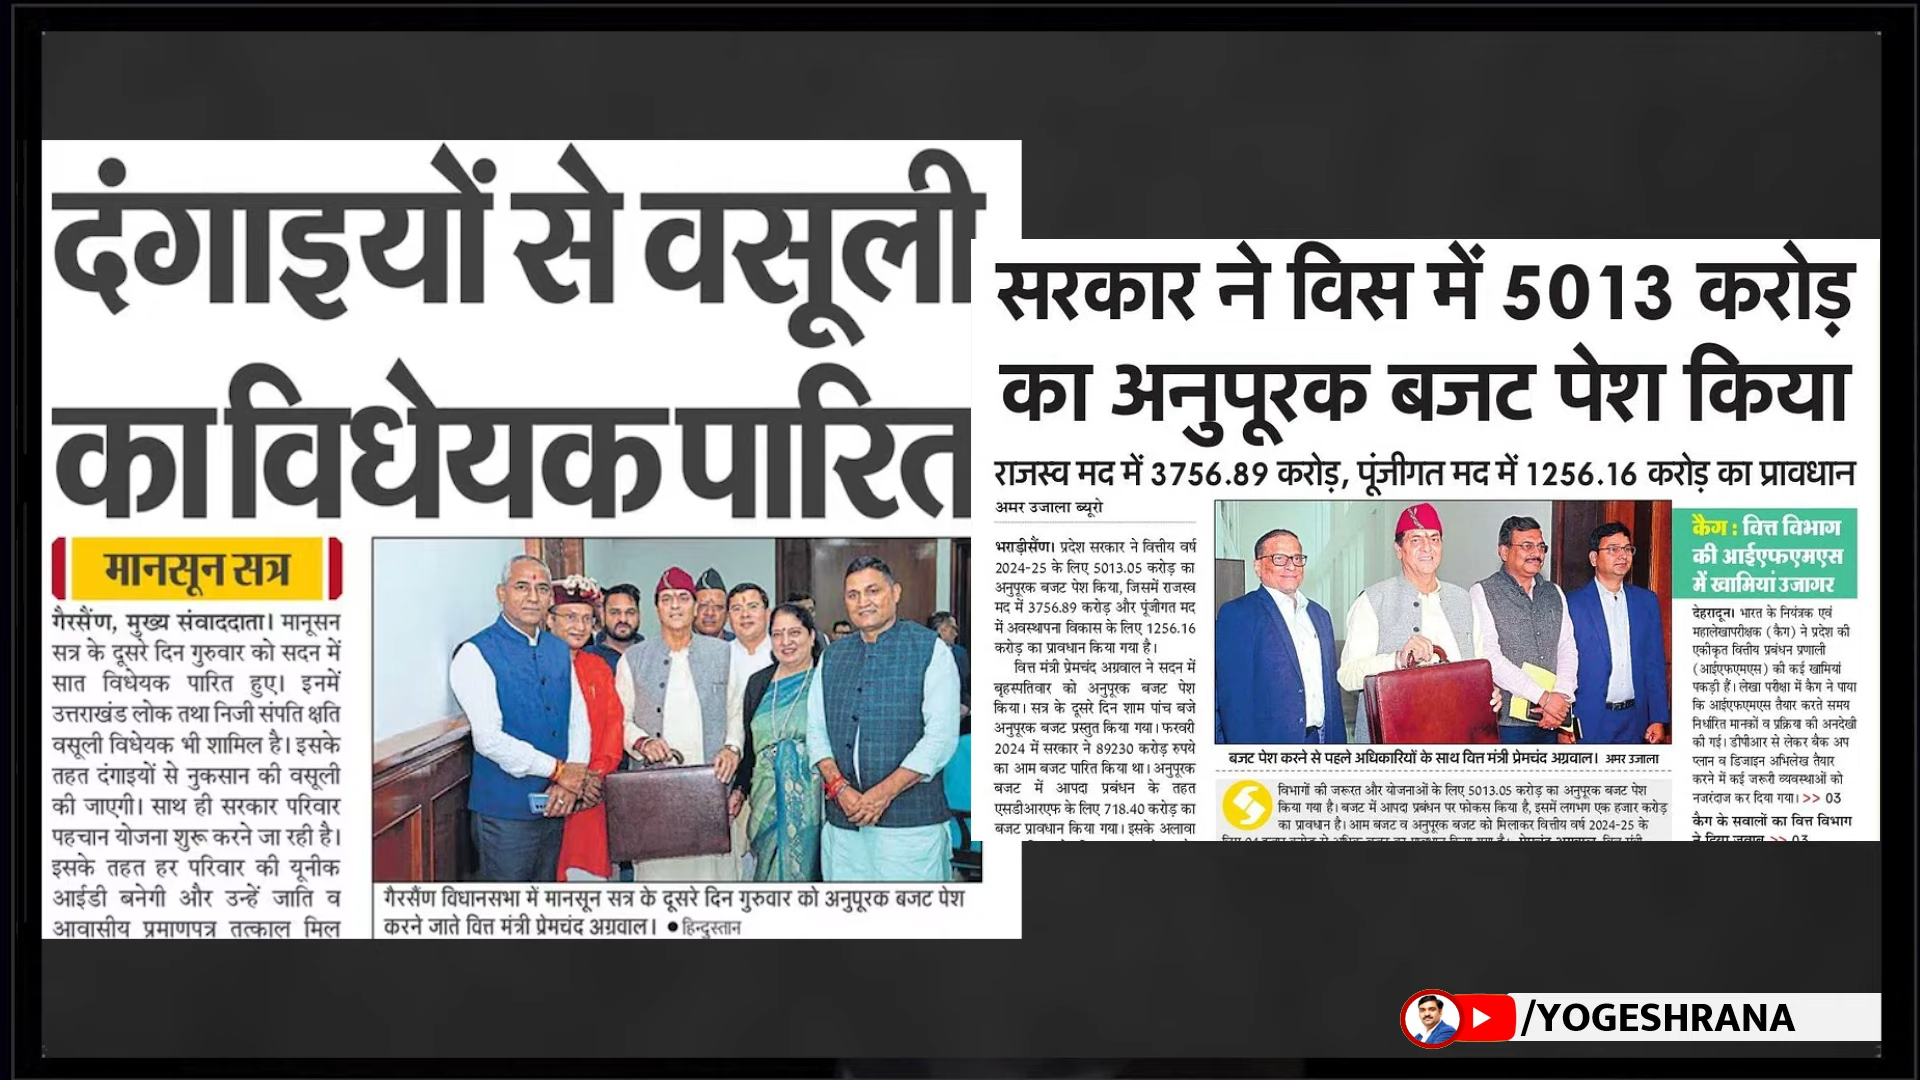 दंगाइयों से वसूली
का विधेयक पारित
मानसून सत्र
गैरसैंण, मुख्य संवाददाता। मानूसन
सत्र के दूसरे दिन गुरुवार को सदन में
सात विधेयक पारित हुए। इनमें
उत्तराखंड लोक तथा निजी संपति क्षति
वसूली विधेयक भी शामिल है। इसके
तहत दंगाइयों से नुकसान की वसूली
की जाएगी। साथ ही सरकार परिवार
पहचान योजना शुरू करने जा रही है।
इसके तहत हर परिवार की यूनीक
आईडी बनेगी और उन्हें जाति व
आवासीय प्रमाणपत्र तत्काल मिल
गैरसैंण विधानसभा में मानसून सत्र के दूसरे दिन गुरुवार को अनुपूरक बजट पेश
करने जाते वित्त मंत्री प्रेमचंद अग्रवाल। ● हिन्दुस्तान
सरकार ने विस में 5013 करोड़
का अनुपूरक बजट पेश किया
राजस्व मद में 3756.89 करोड़, पूंजीगत मद में 1256.16 करोड़ का प्रावधान
अमर उजाला ब्यूरो
भराड़ीसैंण। प्रदेश सरकार ने वित्तीय वर्ष
2024-25 के लिए 5013.05 करोड़ का
अनुपूरक बजट पेश किया, जिसमें राजस्व
मद में 3756.89 करोड़ और पूंजीगत मद
में अवस्थापना विकास के लिए 1256.16
करोड़ का प्रावधान किया गया है।
वित्त मंत्री प्रेमचंद अग्रवाल ने सदन में
बृहस्पतिवार को अनुपूरक बजट पेश
किया। सत्र के दूसरे दिन शाम पांच बजे
अनुपूरक बजट प्रस्तुत किया गया। फरवरी
2024 में सरकार ने 89230 करोड़ रुपये
का आम बजट पारित किया था। अनुपूरक
बजट में आपदा प्रबंधन के तहत
एसडीआरएफ के लिए 718.40 करोड़ का
बजट प्रावधान किया गया। इसके अलावा
बजट पेश करने से पहले अधिकारियों के साथ वित्त मंत्री प्रेमचंद अग्रवाल। अमर उजाला
विभागों की जरूरत और योजनाओं के लिए 5013.05 करोड़ का अनुपूरक बजट पेश
किया गया है। बजट में आपदा प्रबंधन पर फोकस किया है, इसमें लगभग एक हजार करोड़
का प्रावधान है। आम बजट व अनुपूरक बजट को मिलाकर वित्तीय वर्ष 2024-25 के
कैग : वित्त विभाग
की आईएफएमएस
में खामियां उजागर
देहरादून। भारत के नियंत्रक एवं
महालेखापरीक्षक (कैग) ने प्रदेश की
एकीकृत वित्तीय प्रबंधन प्रणाली
(आईएफएमएस) की कई खामियां
पकड़ी हैं। लेखा परीक्षा में कैग ने पाया
कि आईएफएमएस तैयार करते समय
निर्धारित मानकों व प्रक्रिया की अनदेखी
की गई। डीपीआर से लेकर बैक अप
प्लान व डिजाइन अभिलेख तैयार
करने में कई जरूरी व्यवस्थाओं को
नजरंदाज कर दिया गया। >> 03
कैग के सवालों का वित्त विभाग
/YOGESHRANA